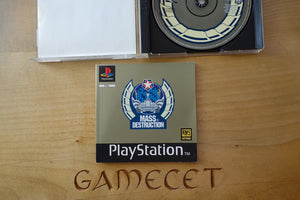 MASS
DESTRUCTION
PlayStation
GAMECET